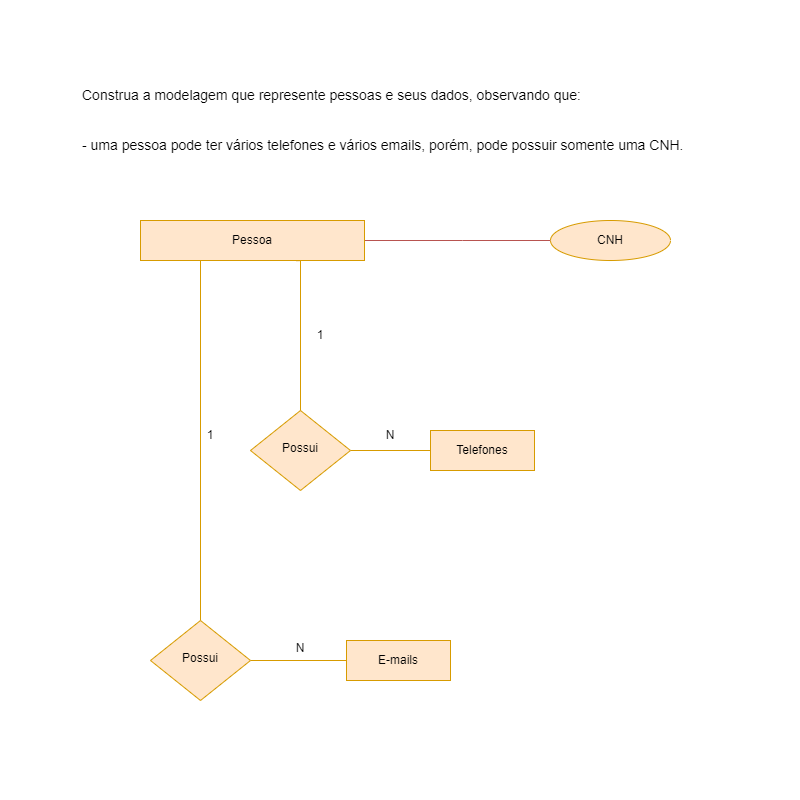 Construa a modelagem que represente pessoas e seus dados, observando que:
- uma pessoa pode ter vários telefones e vários emails, porém, pode possuir somente uma CNH.
Pessoa
CNH
1
1
Possui
N
Telefones
Possui
N
E-mails